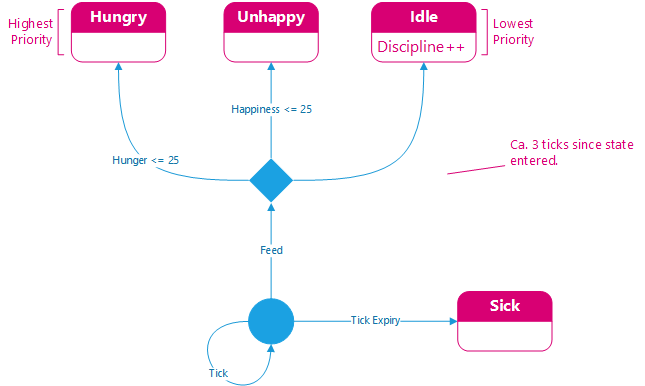 Highest
Priority
Hungry
Unhappy
Idle
Discipline++
Lowest
Priority
Happiness <= 25
Hunger <= 25
Ca. 3 ticks since state
entered.
Feed
Tick Expiry
Sick
Tick